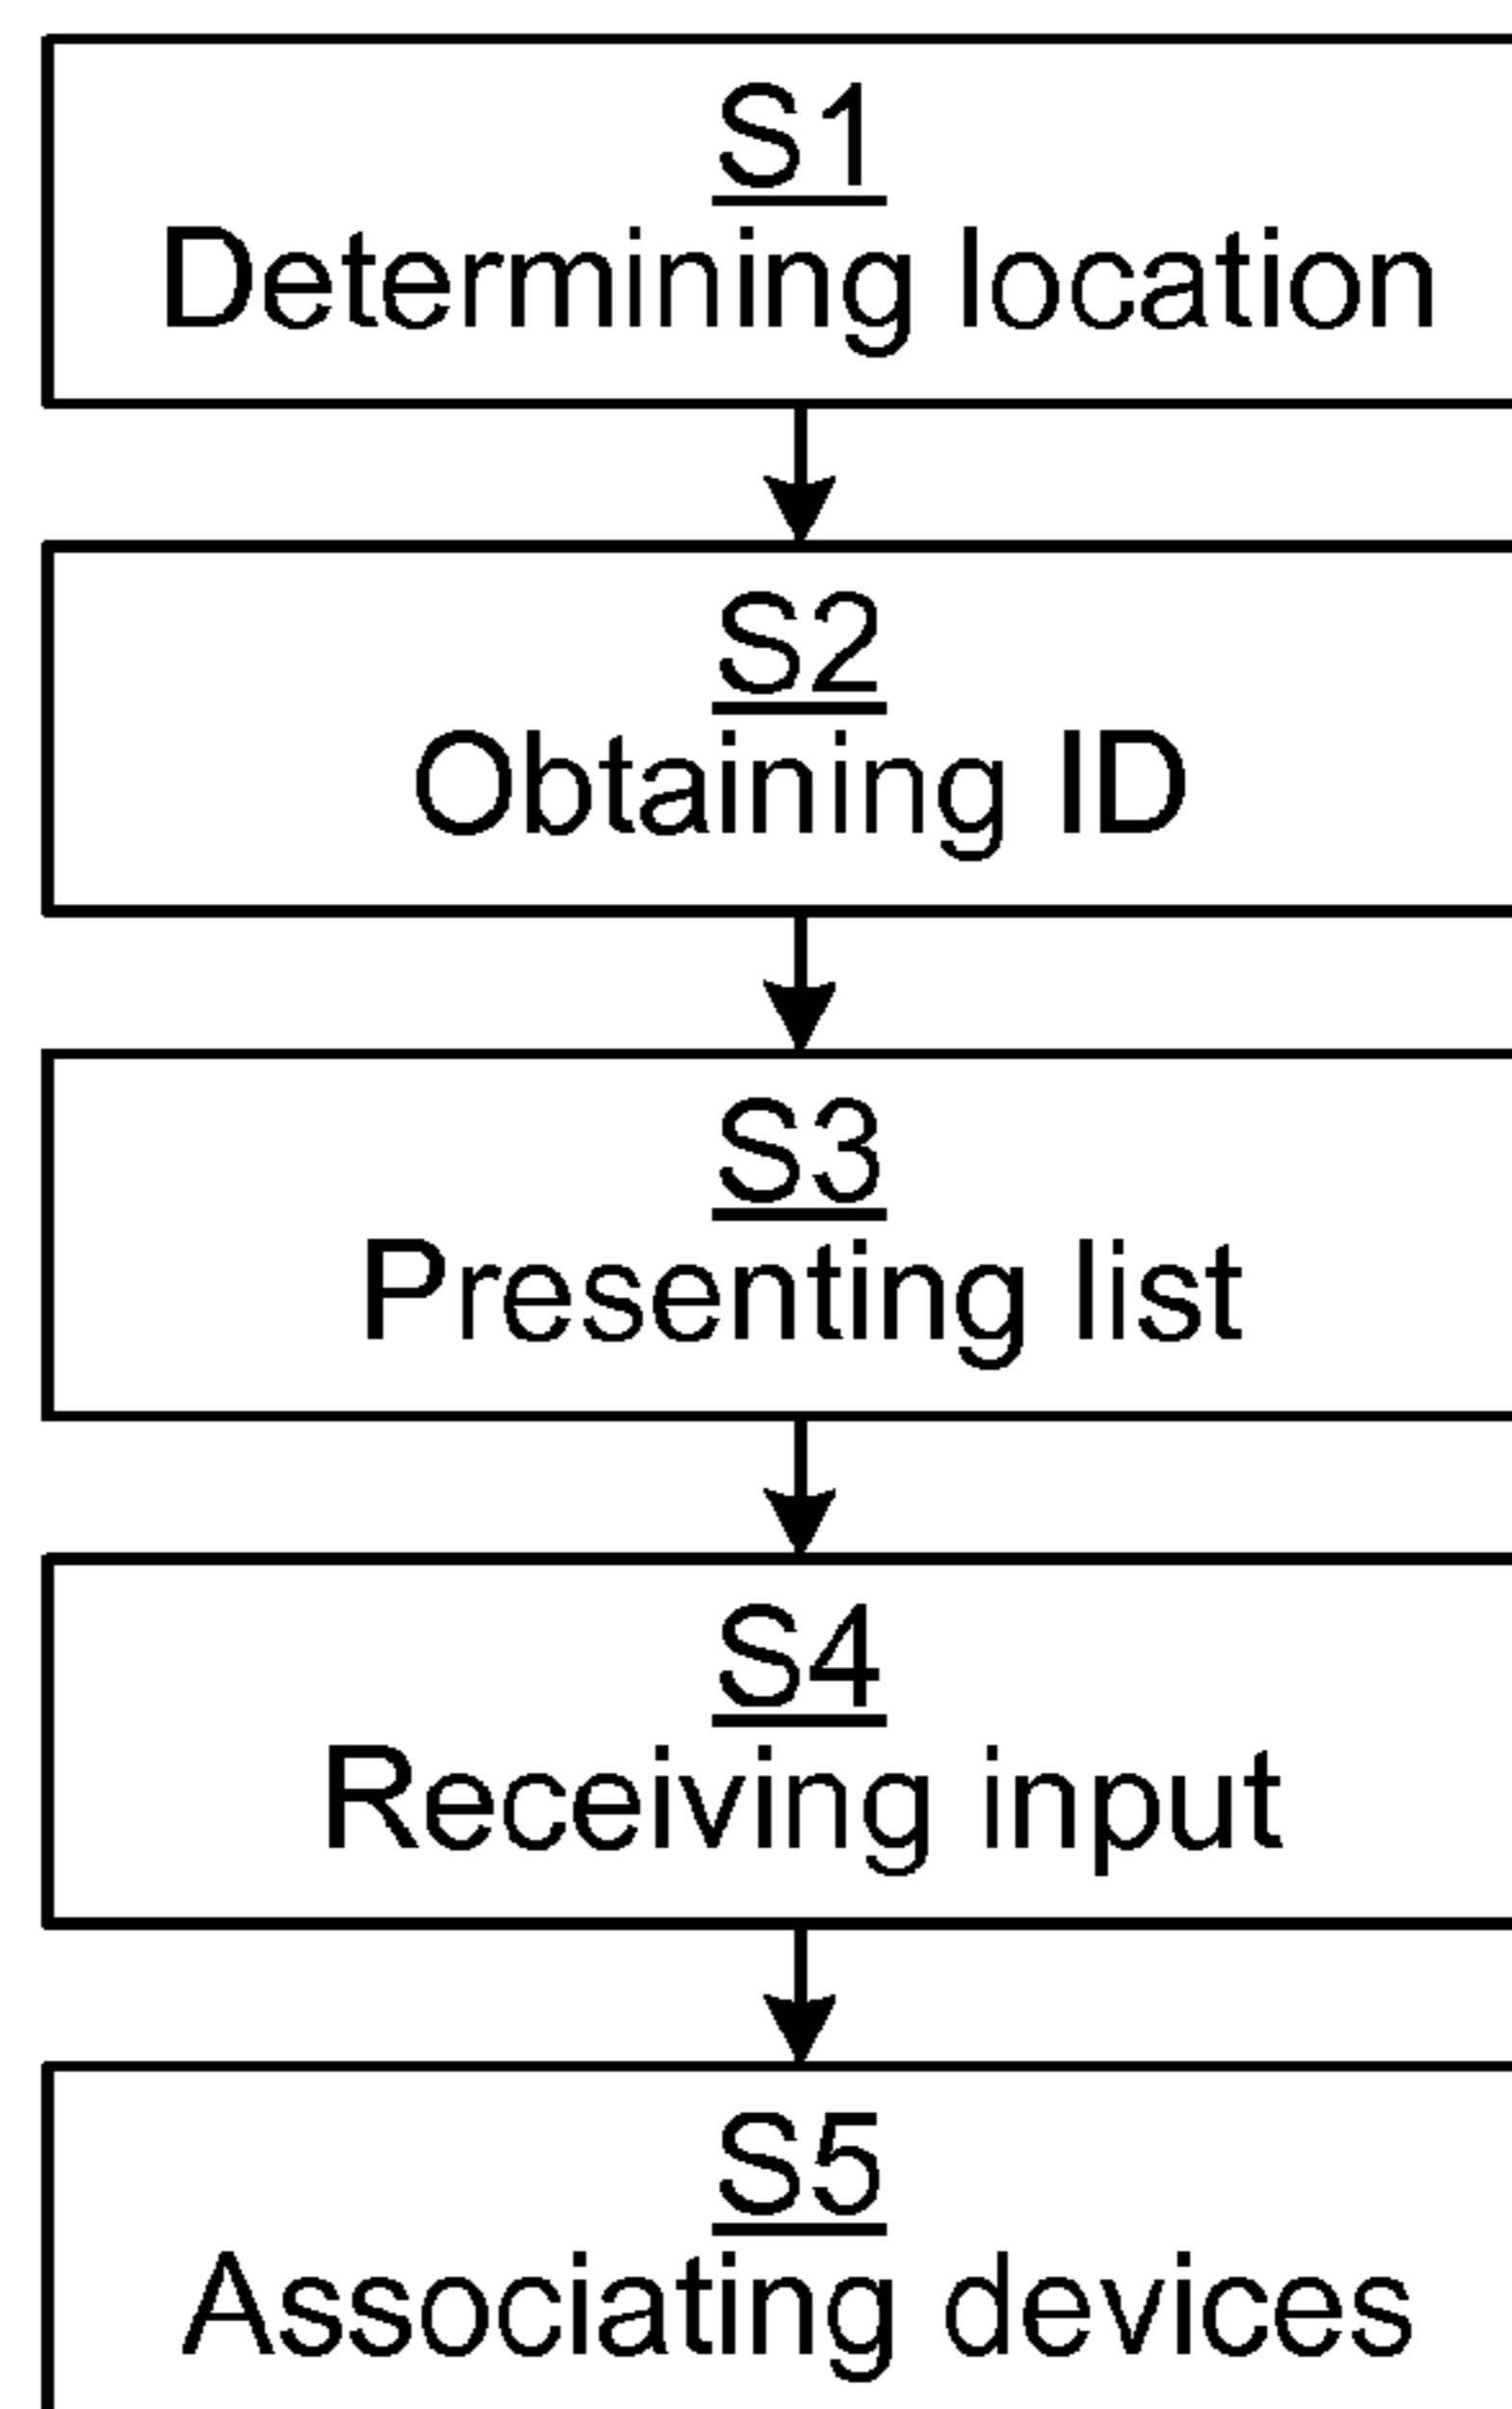 S1
Determining location
S2
Obtaining ID
S3
Presenting list
S4
Receiving input
S5
Associating devices